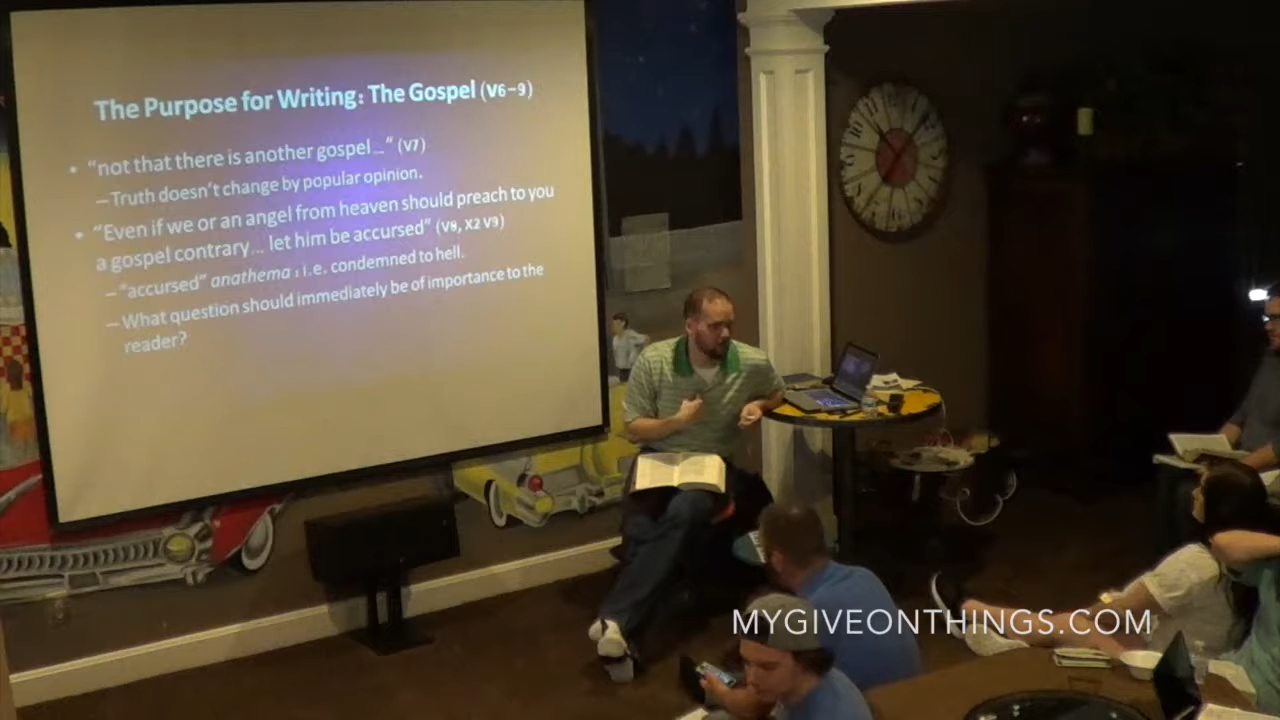 The Purpose for Writing: The Gospel (V6-9)
• "not that there is another gospel…" (V7)
–Truth doesn't change by popular opinion.
• "Even if we or an angel from heaven should preach to you
a gospel contrary… let him be accursed" (V8, X2 V9)
–"accursed" anathema : i.e. condemned to hell.
–What question should immediately be of importance to the
reader?
MYGIVEONTHINGS.COM